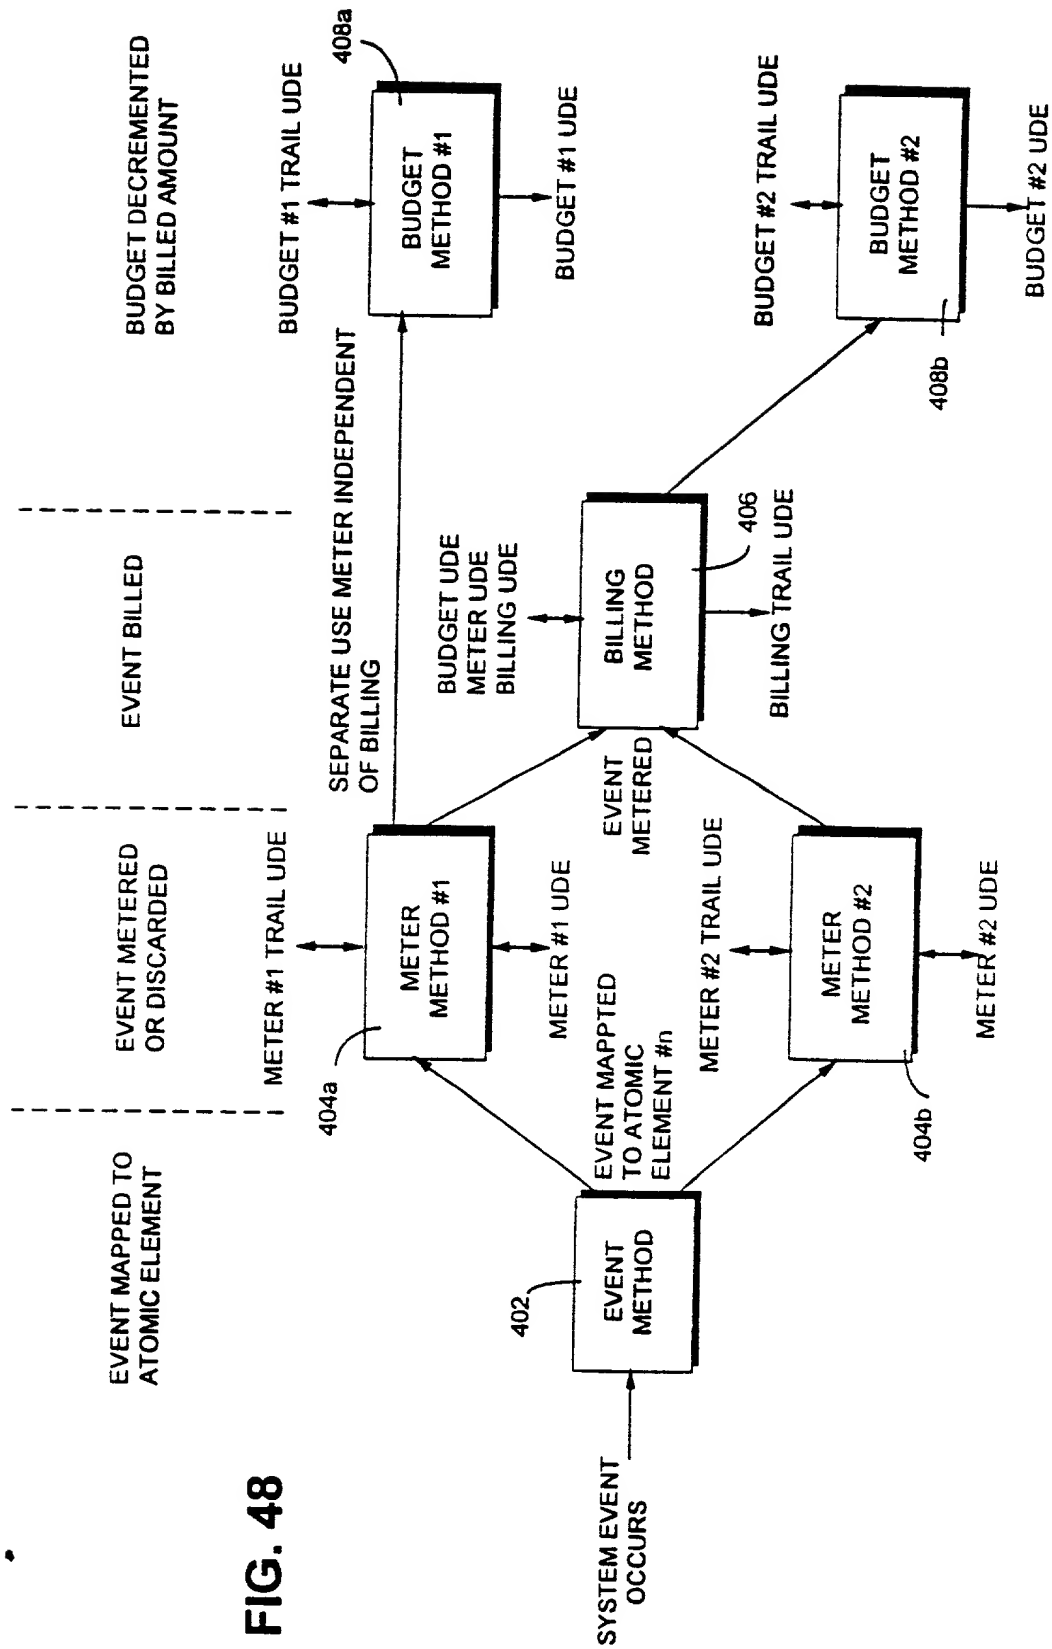 FIG. 48
EVENT MAPPED TO
ATOMIC ELEMENT
EVENT METERED
OR DISCARDED
EVENT BILLED
BUDGET DECREMENTED
BY BILLED AMOUNT
SYSTEM EVENT
OCCURS
402
EVENT
METHOD
EVENT MAPPTED
TO ATOMIC
ELEMENT #n
METER #1 TRAIL UDE
404a
METER
METHOD #1
METER #1 UDE
METER #2 TRAIL UDE
METER
METHOD #2
404b
METER #2 UDE
SEPARATE USE METER INDEPENDENT
OF BILLING
EVENT
METERED
BUDGET UDE
METER UDE
BILLING UDE
BILLING
METHOD
406
BILLING TRAIL UDE
BUDGET #1 TRAIL UDE
408a
BUDGET
METHOD #1
BUDGET #1 UDE
BUDGET #2 TRAIL UDE
BUDGET
METHOD #2
408b
BUDGET #2 UDE